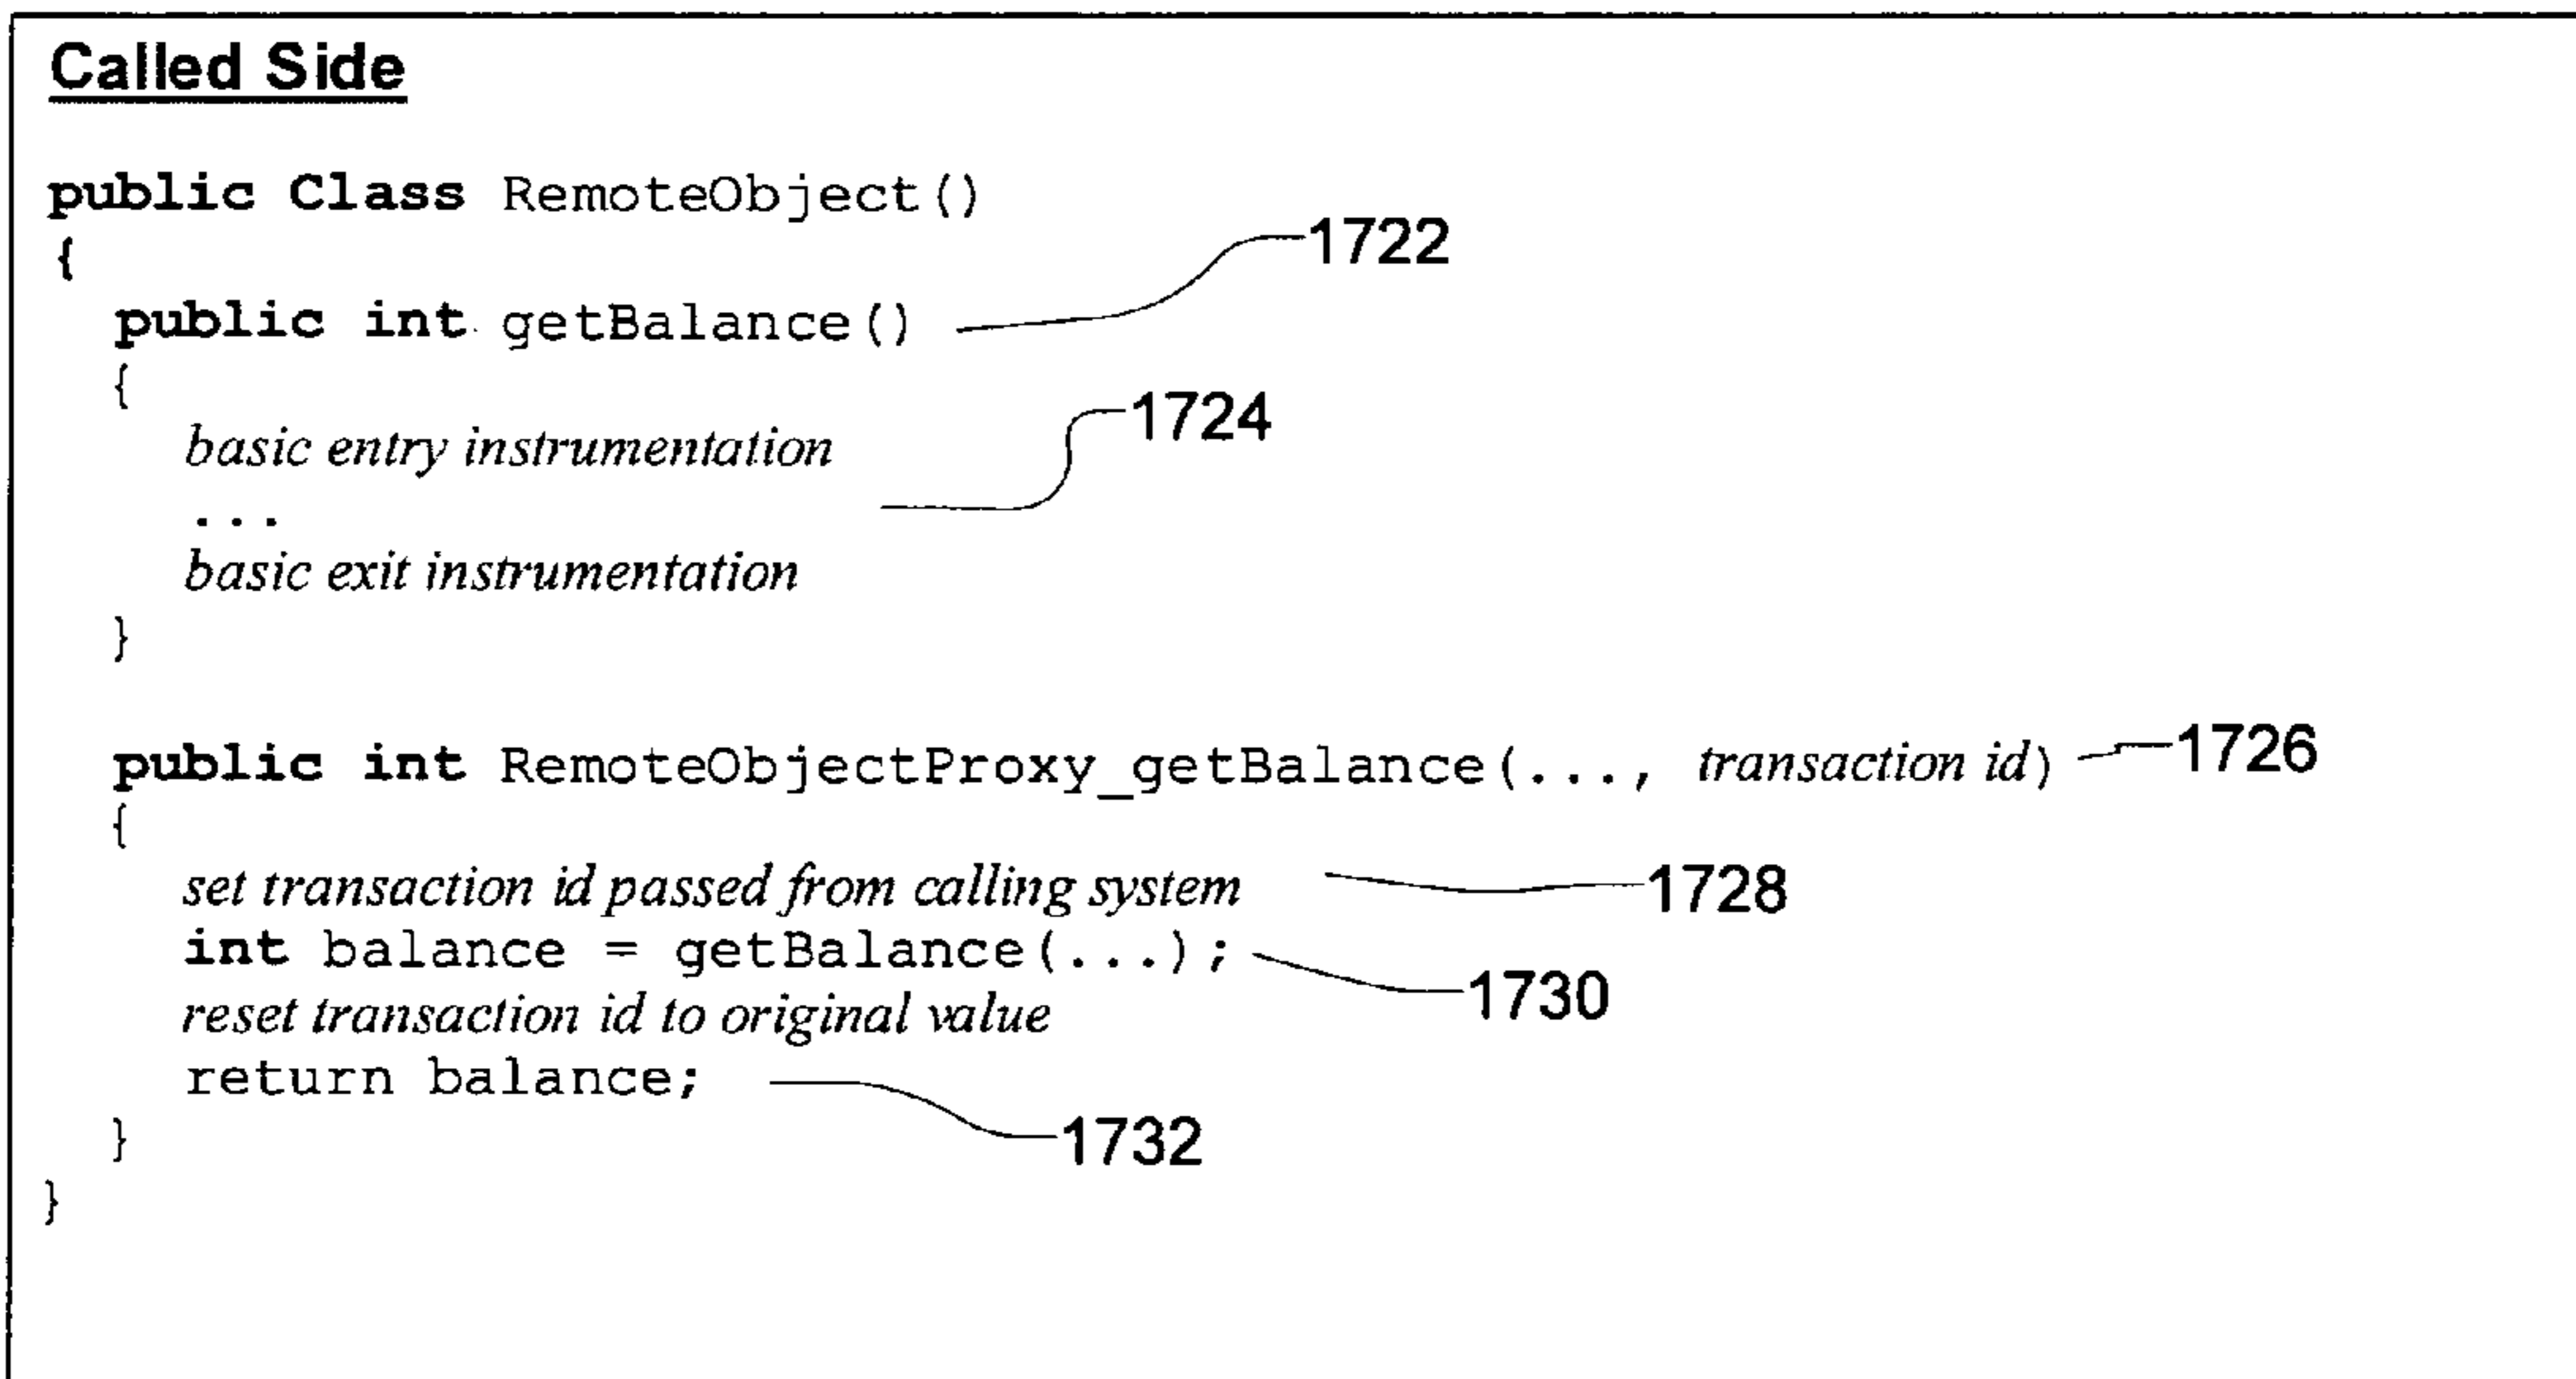 Called Side
public Class RemoteObject()
{
1722
public int getBalance()
{
1724
basic entry instrumentation
...
basic exit instrumentation
}
public int RemoteObjectProxy_getBalance(..., transaction id) 1726
{
set transaction id passed from calling system 1728
int balance = getBalance(...);
1730
reset transaction id to original value
return balance;
1732
}
}